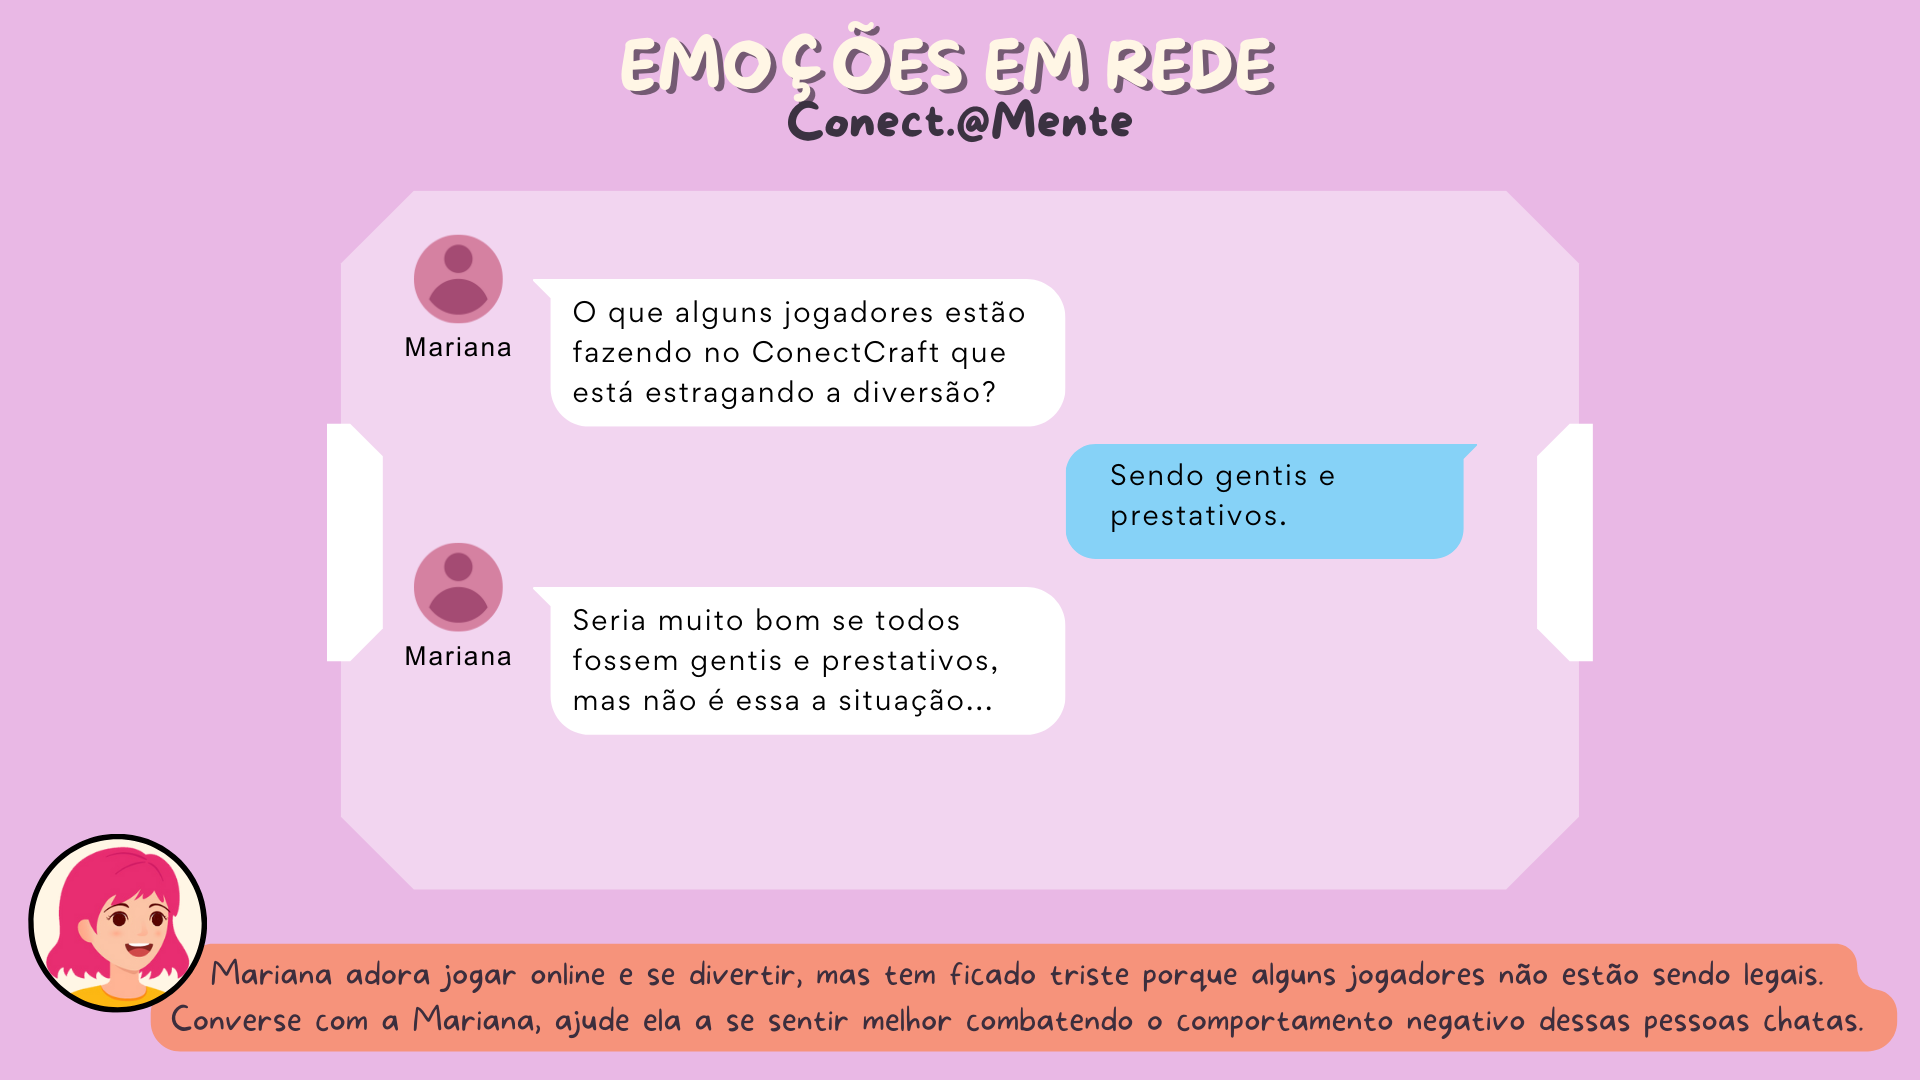 EMOÇÕES EM REDE
Conect.@Mente
Mariana
O que alguns jogadores estão
fazendo no ConectCraft que
está estragando a diversão?
Sendo gentis e
prestativos.
Mariana
Seria muito bom se todos
fossem gentis e prestativos,
mas não é essa a situação...
Mariana adora jogar online e se divertir, mas tem ficado triste porque alguns jogadores não estão sendo legais.
Converse com a Mariana, ajude ela a se sentir melhor combatendo o comportamento negativo dessas pessoas chatas.